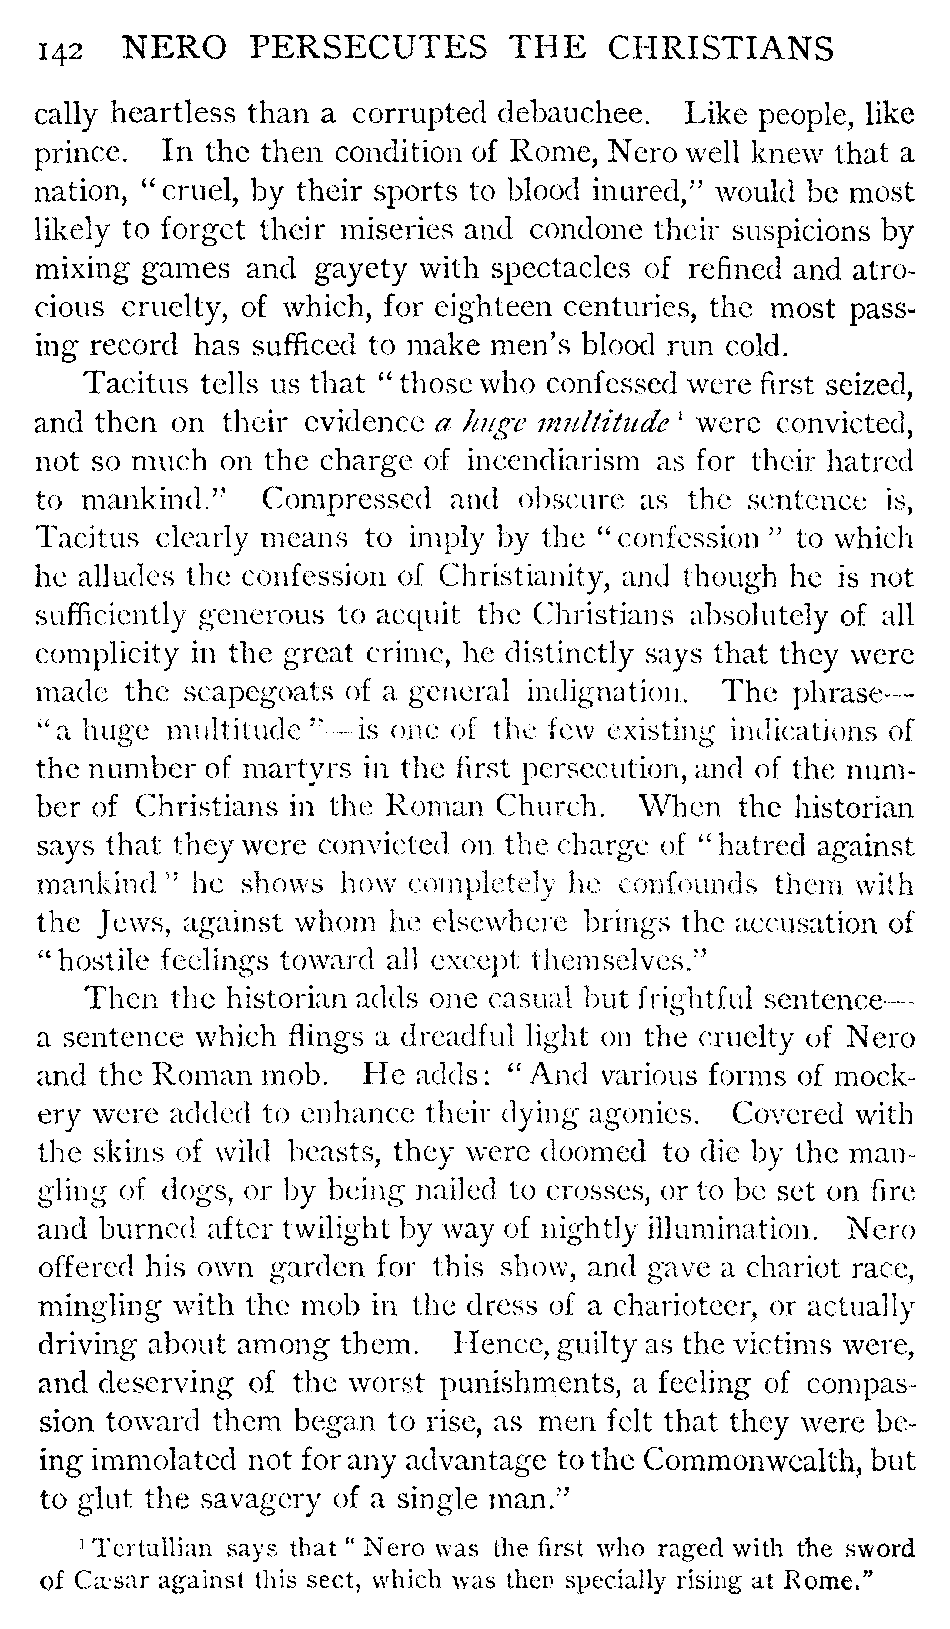 142 NERO PERSECUTES THE CHRISTIANS
cally heartless than a corrupted debauchee. Like people, like
prince. In the then condition of Rome, Nero well knew that a
nation, "cruel, by their sports to blood inured," would be most
likely to forget their miseries and condone their suspicions by
mixing games and gayety with spectacles of refined and atro-
cious cruelty, of which, for eighteen centuries, the most pass-
ing record has sufficed to make men's blood run cold.
Tacitus tells us that "those who confessed were first seized,
and then on their evidence a huge multitude¹ were convicted,
not so much on the charge of incendiarism as for their hatred
to mankind." Compressed and obscure as the sentence is,
Tacitus clearly means to imply by the "confession" to which
he alludes the confession of Christianity, and though he is not
sufficiently generous to acquit the Christians absolutely of all
complicity in the great crime, he distinctly says that they were
made the scapegoats of a general indignation. The phrase—
"a huge multitude"—is one of the few existing indications of
the number of martyrs in the first persecution, and of the num-
ber of Christians in the Roman Church. When the historian
says that they were convicted on the charge of "hatred against
mankind" he shows how completely he confounds them with
the Jews, against whom he elsewhere brings the accusation of
"hostile feelings toward all except themselves."
Then the historian adds one casual but frightful sentence—
a sentence which flings a dreadful light on the cruelty of Nero
and the Roman mob. He adds: "And various forms of mock-
ery were added to enhance their dying agonies. Covered with
the skins of wild beasts, they were doomed to die by the man-
gling of dogs, or by being nailed to crosses, or to be set on fire
and burned after twilight by way of nightly illumination. Nero
offered his own garden for this show, and gave a chariot race,
mingling with the mob in the dress of a charioteer, or actually
driving about among them. Hence, guilty as the victims were,
and deserving of the worst punishments, a feeling of compas-
sion toward them began to rise, as men felt that they were be-
ing immolated not for any advantage to the Commonwealth, but
to glut the savagery of a single man."
¹ Tertullian says that "Nero was the first who raged with the sword
of Cæsar against this sect, which was then specially rising at Rome."